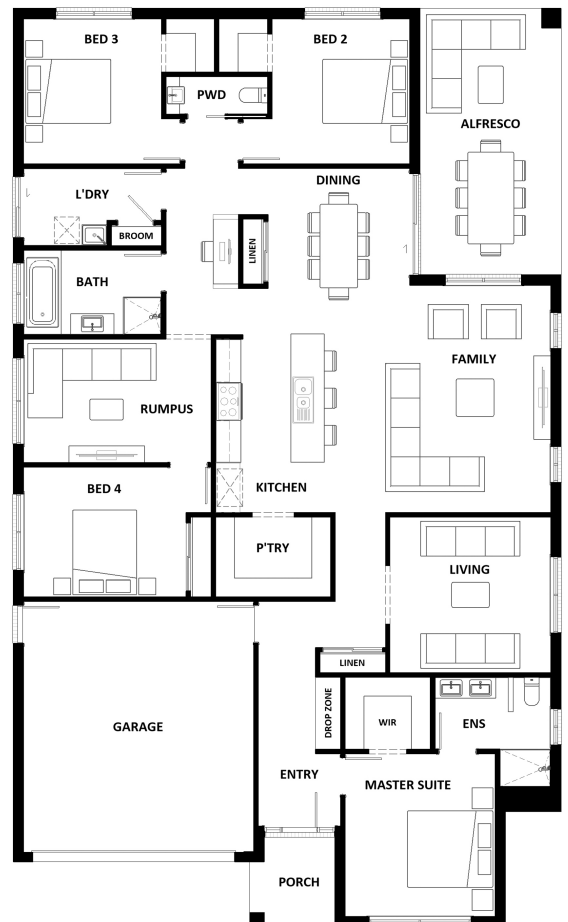 BED 3
BED 2
PWD
ALFRESCO
DINING
L'DRY
BROOM
LINEN
BATH
FAMILY
RUMPUS
KITCHEN
BED 4
P'TRY
LIVING
LINEN
DROP ZONE
WIR
ENS
GARAGE
ENTRY
MASTER SUITE
PORCH